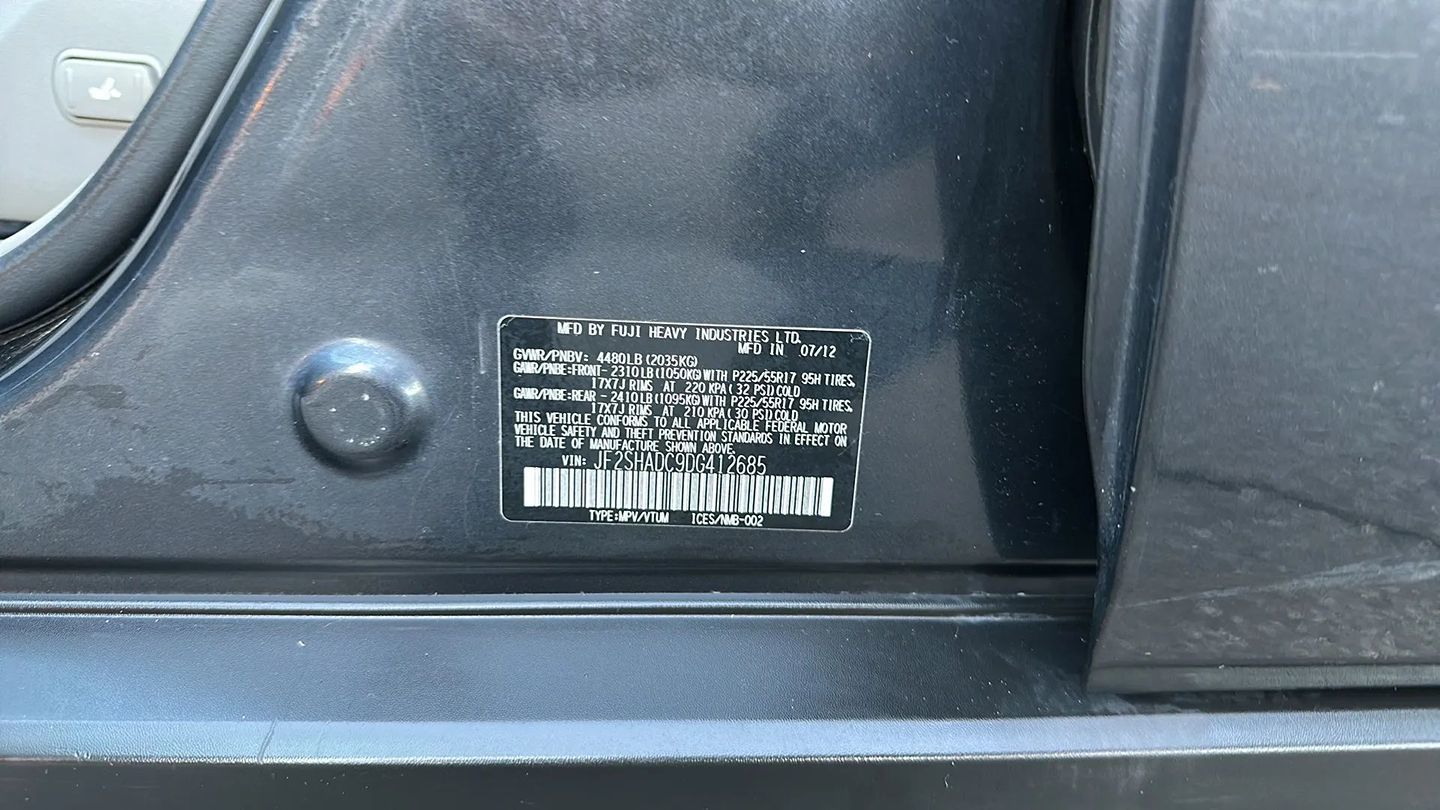 MFD BY FUJI HEAVY INDUSTRIES LTD.
MFD IN 07/12
GVWR/PNBV: 4480LB (2035KG)
GAWR/PNBE:FRONT- 2310LB (1050KG) WITH P225/55R17 95H TIRES,
17X7J RIMS AT 220 KPA( 32 PSI)COLD
GAWR/PNBE:REAR - 2410LB (1095KG) WITH P225/55R17 95H TIRES,
17X7J RIMS AT 210 KPA( 30 PSI)COLD
THIS VEHICLE CONFORMS TO ALL APPLICABLE FEDERAL MOTOR
VEHICLE SAFETY AND THEFT PREVENTION STANDARDS IN EFFECT ON
THE DATE OF MANUFACTURE SHOWN ABOVE.
VIN: JF2SHADC9DG412685
TYPE:MPV/VTUM ICES/NMB-002